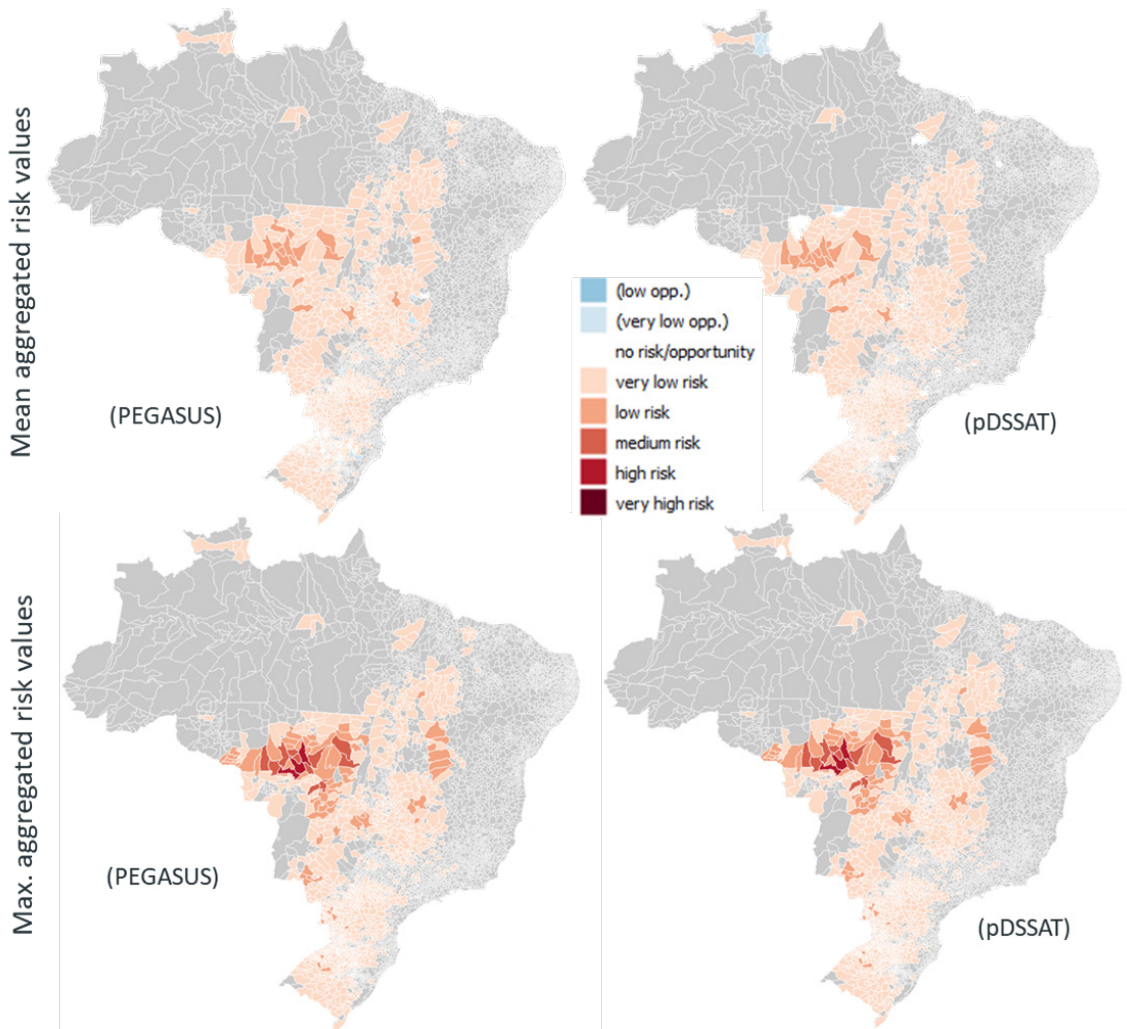 Mean aggregated risk values
(PEGASUS)
(low opp.)
(very low opp.)
no risk/opportunity
very low risk
low risk
medium risk
high risk
very high risk
(pDSSAT)
Max. aggregated risk values
(PEGASUS)
(pDSSAT)